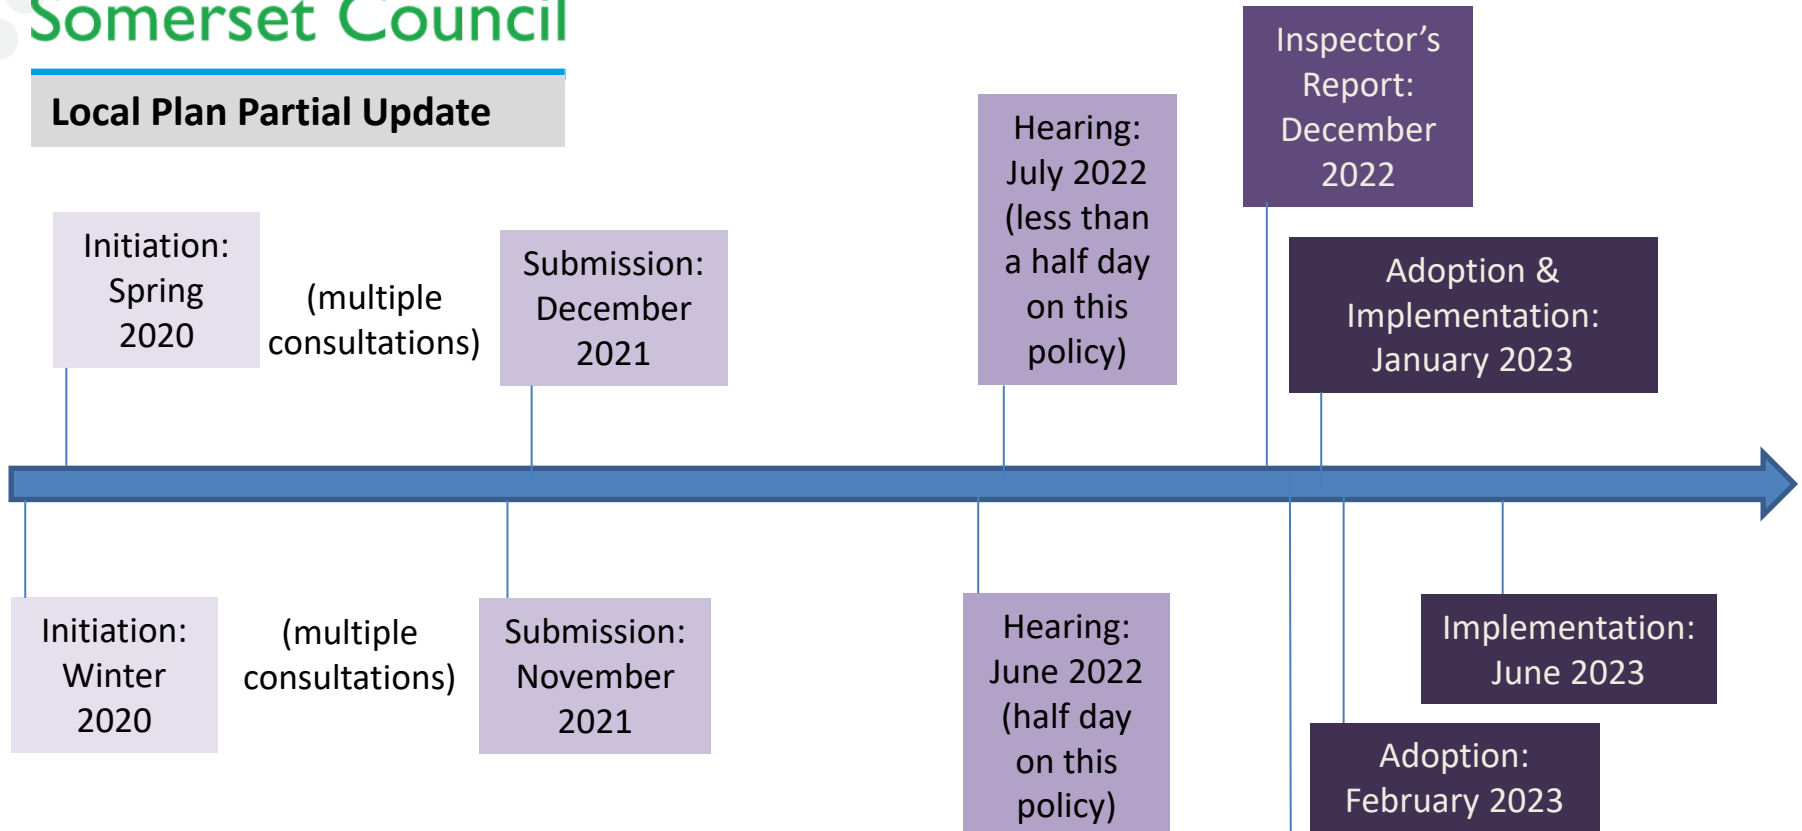 Somerset Council
Local Plan Partial Update
Initiation:
Spring
2020
(multiple
consultations)
Submission:
December
2021
Hearing:
July 2022
(less than
a half day
on this
policy)
Inspector’s
Report:
December
2022
Adoption &
Implementation:
January 2023
Initiation:
Winter
2020
(multiple
consultations)
Submission:
November
2021
Hearing:
June 2022
(half day
on this
policy)
Implementation:
June 2023
Adoption:
February 2023